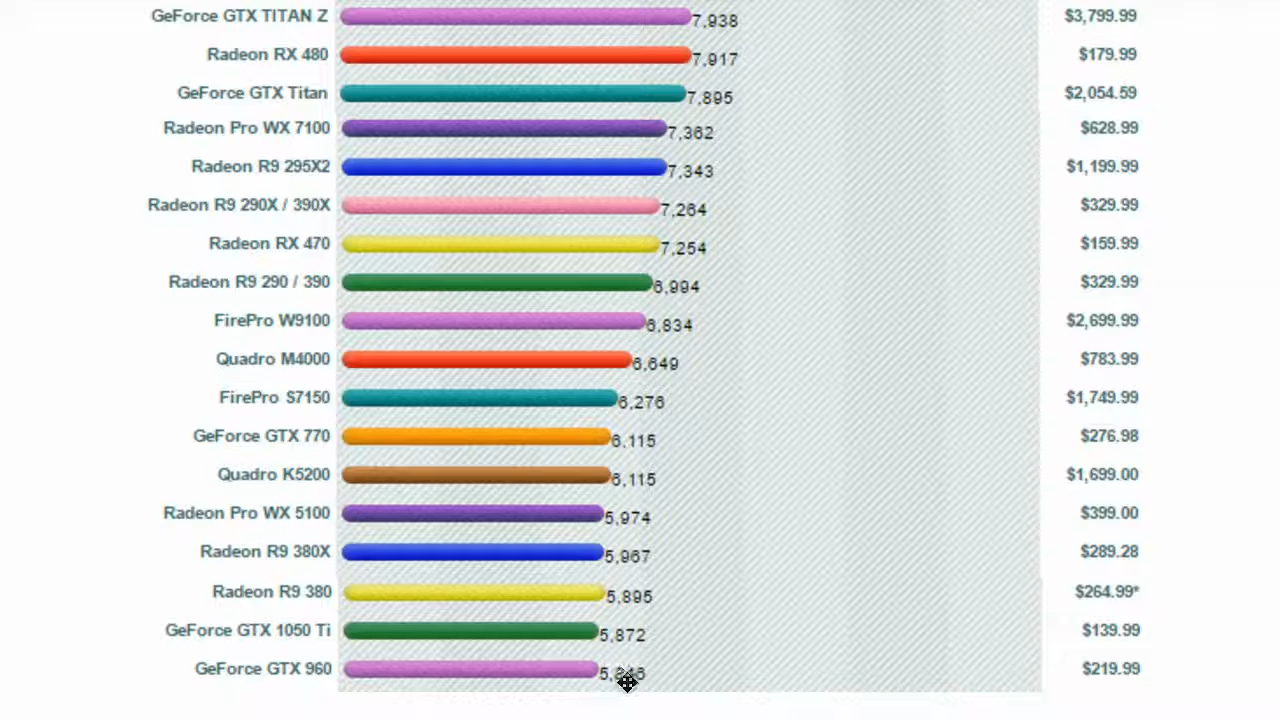 GeForce GTX TITAN Z 7,938 $3,799.99
Radeon RX 480 7,917 $179.99
GeForce GTX Titan 7,895 $2,054.59
Radeon Pro WX 7100 7,362 $628.99
Radeon R9 295X2 7,343 $1,199.99
Radeon R9 290X / 390X 7,264 $329.99
Radeon RX 470 7,254 $159.99
Radeon R9 290 / 390 6,994 $329.99
FirePro W9100 6,834 $2,699.99
Quadro M4000 6,649 $783.99
FirePro S7150 6,276 $1,749.99
GeForce GTX 770 6,115 $276.98
Quadro K5200 6,115 $1,699.00
Radeon Pro WX 5100 5,974 $399.00
Radeon R9 380X 5,967 $289.28
Radeon R9 380 5,895 $264.99*
GeForce GTX 1050 Ti 5,872 $139.99
GeForce GTX 960 $219.99